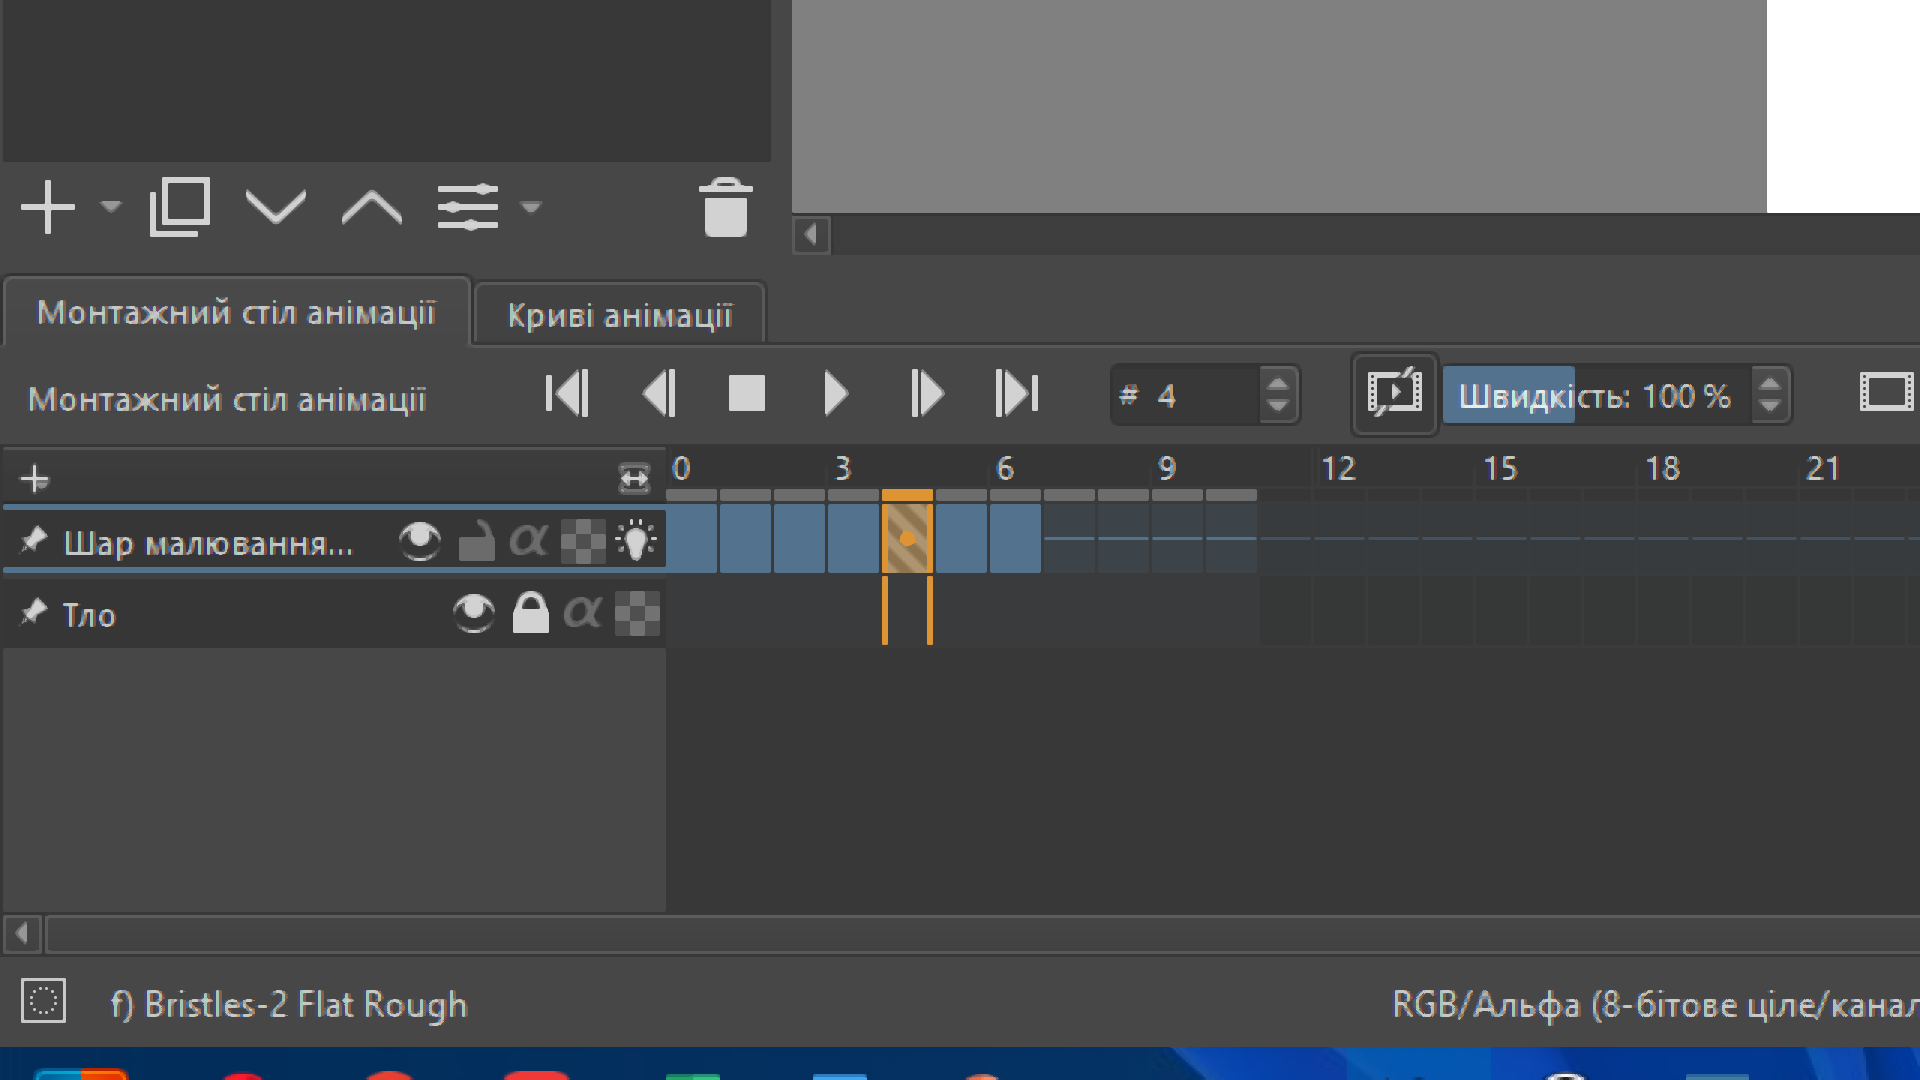 Монтажний стіл анімації
Криві анімації
Монтажний стіл анімації
# 4
Швидкість: 100 %
0 3 6 9 12 15 18 21
Шар малювання...
Тло
f) Bristles-2 Flat Rough
RGB/Альфа (8-бітове ціле/канал